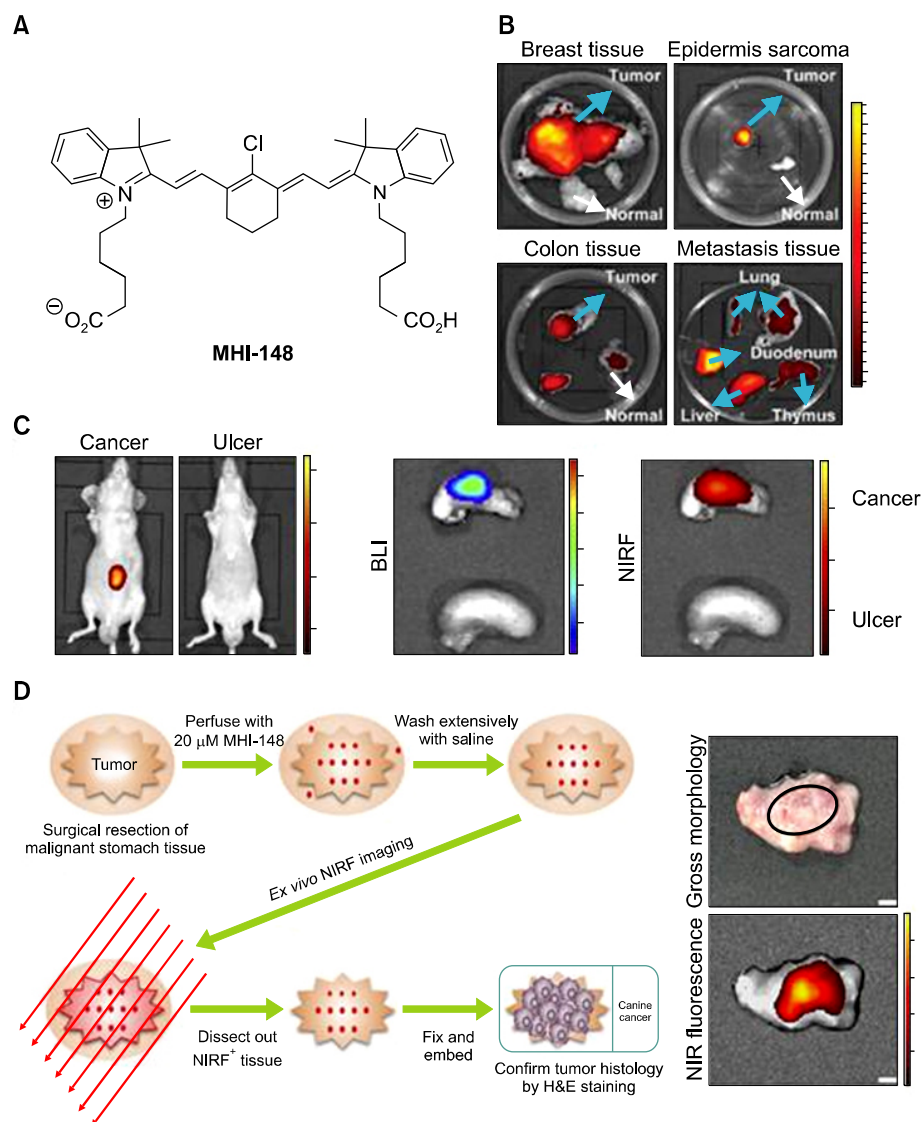 A
Cl
N
⊕
N
⊖
O₂C
CO₂H
MHI-148
B
Breast tissue
Epidermis sarcoma
Tumor
Normal
Tumor
Normal
Colon tissue
Metastasis tissue
Tumor
Normal
Lung
Duodenum
Liver
Thymus
C
Cancer
Ulcer
BLI
NIRF
Cancer
Ulcer
D
Tumor
Surgical resection of
malignant stomach tissue
Perfuse with
20 μM MHI-148
Wash extensively
with saline
Ex vivo NIRF imaging
Dissect out
NIRF⁺ tissue
Fix and
embed
Canine
cancer
Confirm tumor histology
by H&E staining
Gross morphology
NIR fluorescence